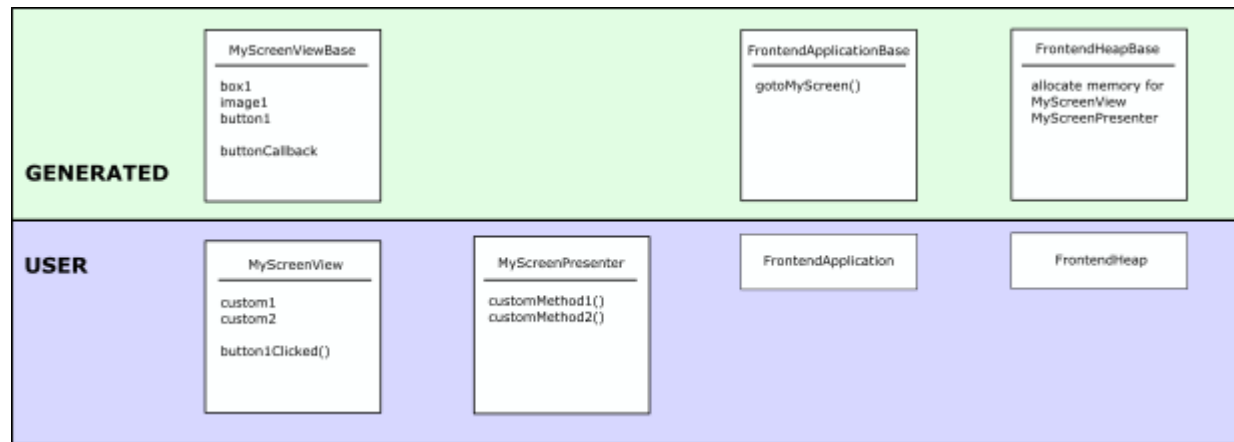 MyScreenViewBase
box1
image1
button1
buttonCallback
FrontendApplicationBase
gotoMyScreen()
FrontendHeapBase
allocate memory for
MyScreenView
MyScreenPresenter
GENERATED
USER
MyScreenView
custom1
custom2
button1Clicked()
MyScreenPresenter
customMethod1()
customMethod2()
FrontendApplication
FrontendHeap